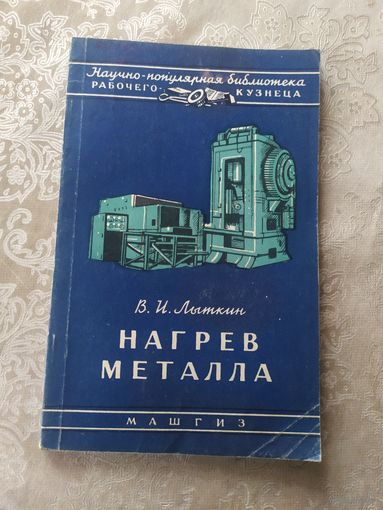 Научно-популярная библиотека
РАБОЧЕГО-КУЗНЕЦА
В. И. Лыткин
НАГРЕВ
МЕТАЛЛА
МАШГИЗ